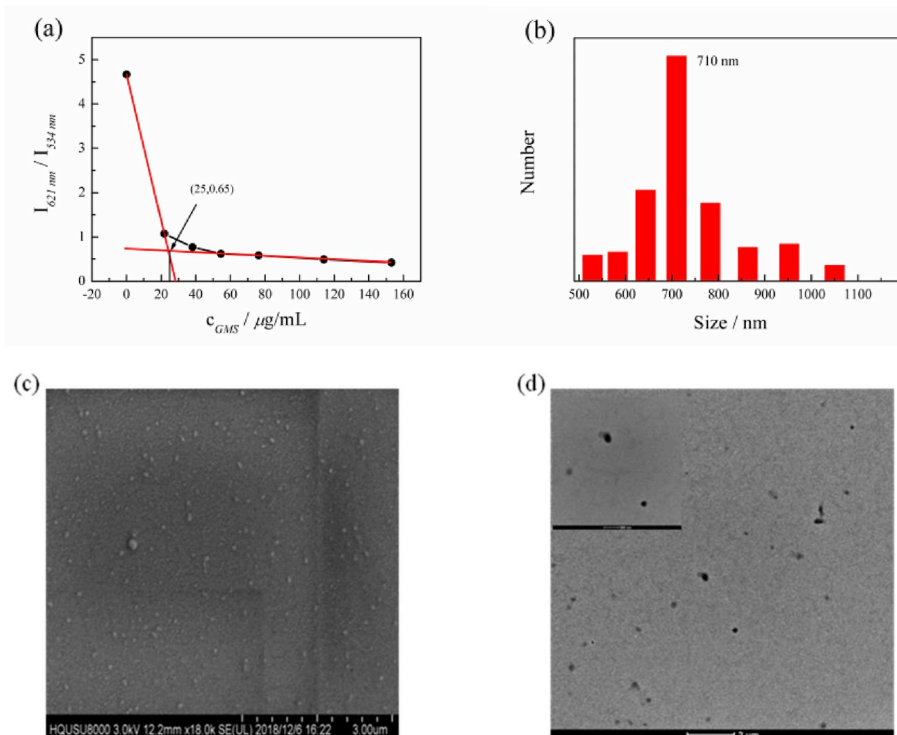 (a)
5
4
3
2
1
0
I621 nm / I534 nm
(25,0.65)
-20 0 20 40 60 80 100 120 140 160
cGMS / μg/mL
(b)
710 nm
Number
500 600 700 800 900 1000 1100
Size / nm
(c)
HQUSU8000 3.0kV 12.2mm x18.0k SE(UL) 2018/12/6 16:22 3.00um
(d)